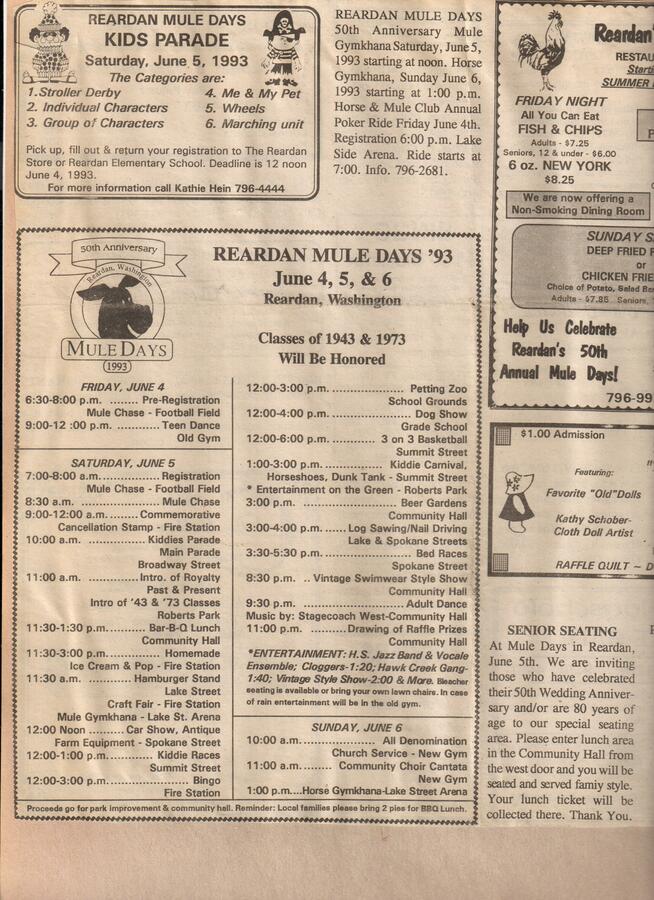 REARDAN MULE DAYS
KIDS PARADE
Saturday, June 5, 1993
The Categories are:
1.Stroller Derby
2. Individual Characters
3. Group of Characters
4. Me & My Pet
5. Wheels
6. Marching unit
Pick up, fill out & return your registration to The Reardan
Store or Reardan Elementary School. Deadline is 12 noon
June 4, 1993.
For more information call Kathie Hein 796-4444
REARDAN MULE DAYS
50th Anniversary Mule
Gymkhana Saturday, June 5,
1993 starting at noon. Horse
Gymkhana, Sunday June 6,
1993 starting at 1:00 p.m.
Horse & Mule Club Annual
Poker Ride Friday June 4th.
Registration 6:00 p.m. Lake
Side Arena. Ride starts at
7:00. Info. 796-2681.
Reardan's
RESTAU
Starti
SUMMER
FRIDAY NIGHT
All You Can Eat
FISH & CHIPS
Adults - $7.25
Seniors, 12 & under - $6.00
6 oz. NEW YORK
$8.25
We are now offering a
Non-Smoking Dining Room
SUNDAY S
DEEP FRIED
or
CHICKEN FRIE
Choice of Potato, Salad Bar
Adults - $7.85 Seniors,
Help Us Celebrate
Reardan's 50th
Annual Mule Days!
796-99
50th Anniversary
Reardan, Washington
MULE DAYS
1993
REARDAN MULE DAYS '93
June 4, 5, & 6
Reardan, Washington
Classes of 1943 & 1973
Will Be Honored
FRIDAY, JUNE 4
6:30-8:00 p.m. ........ Pre-Registration
Mule Chase - Football Field
9:00-12 :00 p.m. ............ Teen Dance
Old Gym
SATURDAY, JUNE 5
7:00-8:00 a.m. .................. Registration
Mule Chase - Football Field
8:30 a.m. ..................... Mule Chase
9:00-12:00 a.m. ........ Commemorative
Cancellation Stamp - Fire Station
10:00 a.m. ................ Kiddies Parade
Main Parade
Broadway Street
11:00 a.m. ............. Intro. of Royalty
Past & Present
Intro of '43 & '73 Classes
Roberts Park
11:30-1:30 p.m. ......... Bar-B-Q Lunch
Community Hall
11:30-3:00 p.m. ............. Homemade
Ice Cream & Pop - Fire Station
11:30 a.m. ............ Hamburger Stand
Lake Street
Craft Fair - Fire Station
Mule Gymkhana - Lake St. Arena
12:00 Noon ......... Car Show, Antique
Farm Equipment - Spokane Street
12:00-1:00 p.m. ............ Kiddie Races
Summit Street
12:00-3:00 p.m. ..................... Bingo
Fire Station
12:00-3:00 p.m. .................... Petting Zoo
School Grounds
12:00-4:00 p.m. ..................... Dog Show
Grade School
12:00-6:00 p.m. ............ 3 on 3 Basketball
Summit Street
1:00-3:00 p.m. ................ Kiddie Carnival,
Horseshoes, Dunk Tank - Summit Street
* Entertainment on the Green - Roberts Park
3:00 p.m. ......................... Beer Gardens
Community Hall
3:00-4:00 p.m. ...... Log Sawing/Nail Driving
Lake & Spokane Streets
3:30-5:30 p.m. ....................... Bed Races
Spokane Street
8:30 p.m. .. Vintage Swimwear Style Show
Community Hall
9:30 p.m. .......................... Adult Dance
Music by: Stagecoach West-Community Hall
11:00 p.m. ............ Drawing of Raffle Prizes
Community Hall
*ENTERTAINMENT: H.S. Jazz Band & Vocale
Ensemble; Cloggers-1:20; Hawk Creek Gang-
1:40; Vintage Style Show-2:00 & More. Bleacher
seating is available or bring your own lawn chairs. In case
of rain entertainment will be in the old gym.
SUNDAY, JUNE 6
10:00 a.m. .................. All Denomination
Church Service - New Gym
11:00 a.m. ......... Community Choir Cantata
New Gym
1:00 p.m....Horse Gymkhana-Lake Street Arena
Proceeds go for park improvement & community hall. Reminder: Local families please bring 2 pies for BBQ Lunch.
$1.00 Admission
Featuring:
Favorite "Old"Dolls
Kathy Schober-
Cloth Doll Artist
RAFFLE QUILT ~ D
SENIOR SEATING
At Mule Days in Reardan,
June 5th. We are inviting
those who have celebrated
their 50th Wedding Anniver-
sary and/or are 80 years of
age to our special seating
area. Please enter lunch area
in the Community Hall from
the west door and you will be
seated and served famiy style.
Your lunch ticket will be
collected there. Thank You.